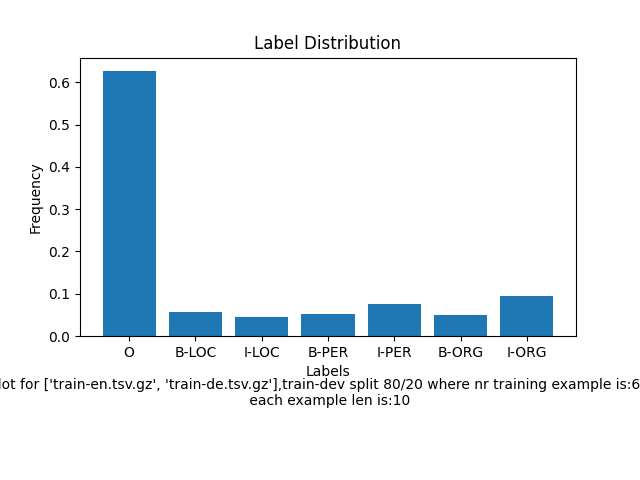 Label Distribution
Frequency
0.6
0.5
0.4
0.3
0.2
0.1
0.0
O B-LOC I-LOC B-PER I-PER B-ORG I-ORG
Labels
lot for ['train-en.tsv.gz', 'train-de.tsv.gz'],train-dev split 80/20 where nr training example is:6
each example len is:10